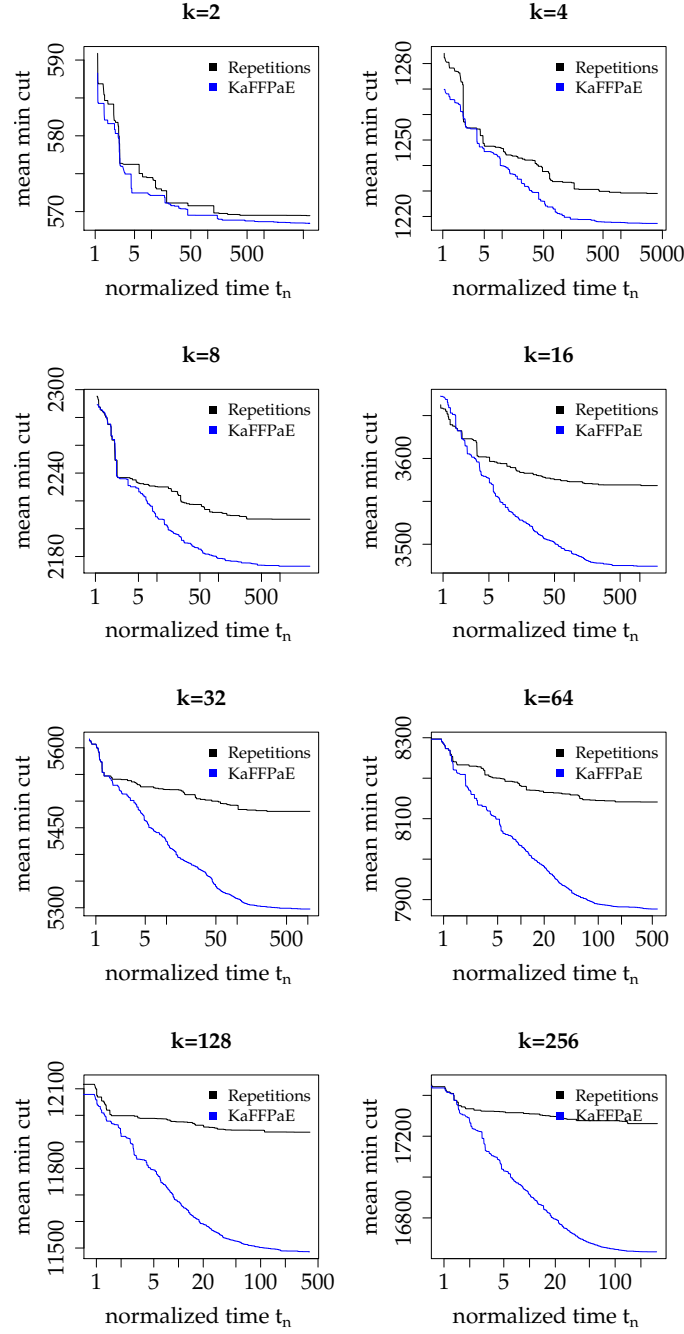 k=2
mean min cut
590
580
570
Repetitions
KaFFPaE
1 5 50 500
normalized time tn
k=4
mean min cut
1280
1250
1220
Repetitions
KaFFPaE
1 5 50 500 5000
normalized time tn
k=8
mean min cut
2300
2240
2180
Repetitions
KaFFPaE
1 5 50 500
normalized time tn
k=16
mean min cut
3600
3500
Repetitions
KaFFPaE
1 5 50 500
normalized time tn
k=32
mean min cut
5600
5450
5300
Repetitions
KaFFPaE
1 5 50 500
normalized time tn
k=64
mean min cut
8300
8100
7900
Repetitions
KaFFPaE
1 5 20 100 500
normalized time tn
k=128
mean min cut
12100
11800
11500
Repetitions
KaFFPaE
1 5 20 100 500
normalized time tn
k=256
mean min cut
17200
16800
Repetitions
KaFFPaE
1 5 20 100
normalized time tn